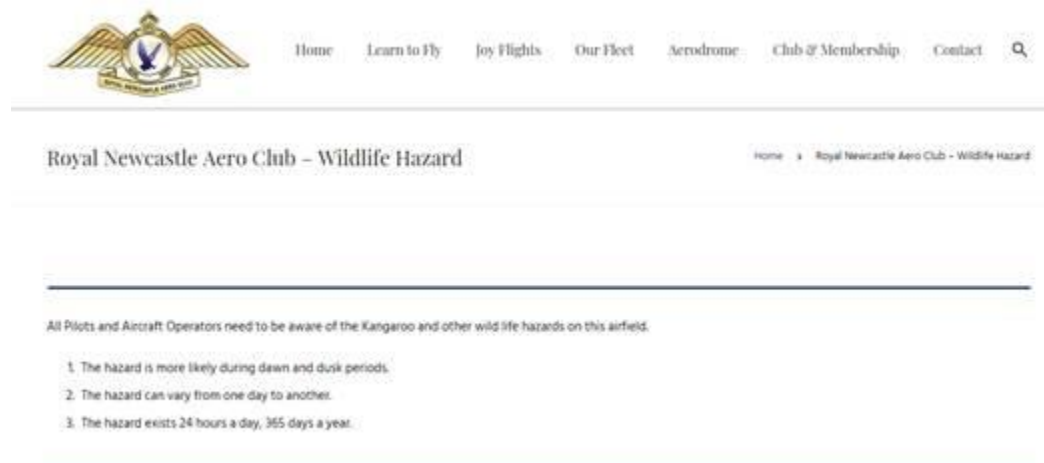 ROYAL NEWCASTLE AERO CLUB
Home Learn to Fly Joy Flights Our Fleet Aerodrome Club & Membership Contact
Royal Newcastle Aero Club – Wildlife Hazard
Home › Royal Newcastle Aero Club – Wildlife Hazard
All Pilots and Aircraft Operators need to be aware of the Kangaroo and other wild life hazards on this airfield.
1. The hazard is more likely during dawn and dusk periods.
2. The hazard can vary from one day to another.
3. The hazard exists 24 hours a day, 365 days a year.